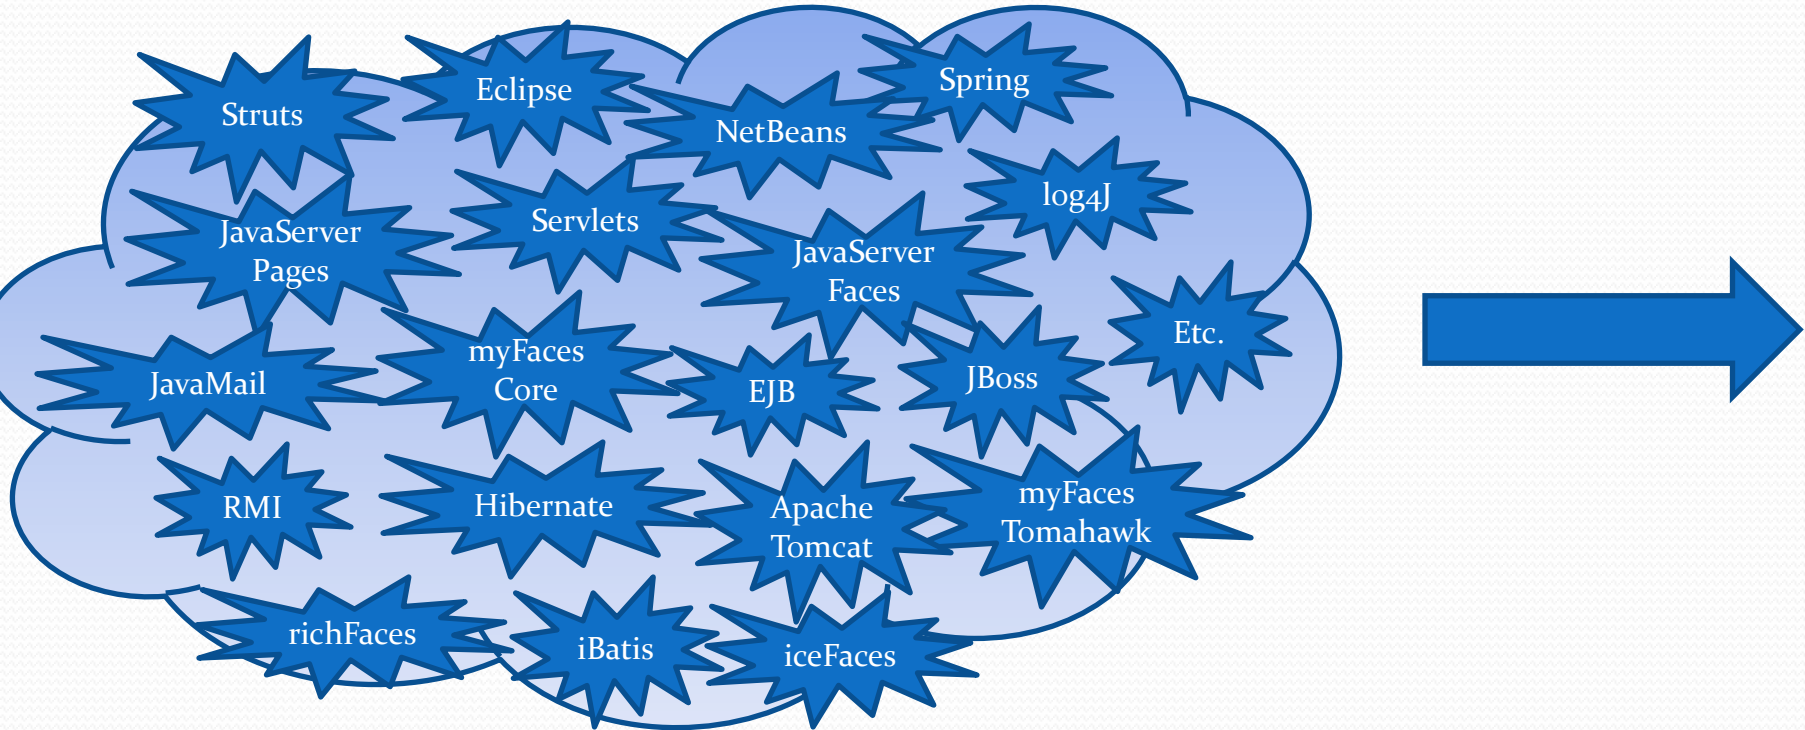 Struts
Eclipse
NetBeans
Spring
JavaServer
Pages
Servlets
JavaServer
Faces
log4J
Etc.
JavaMail
myFaces
Core
EJB
JBoss
RMI
Hibernate
Apache
Tomcat
myFaces
Tomahawk
richFaces
iBatis
iceFaces